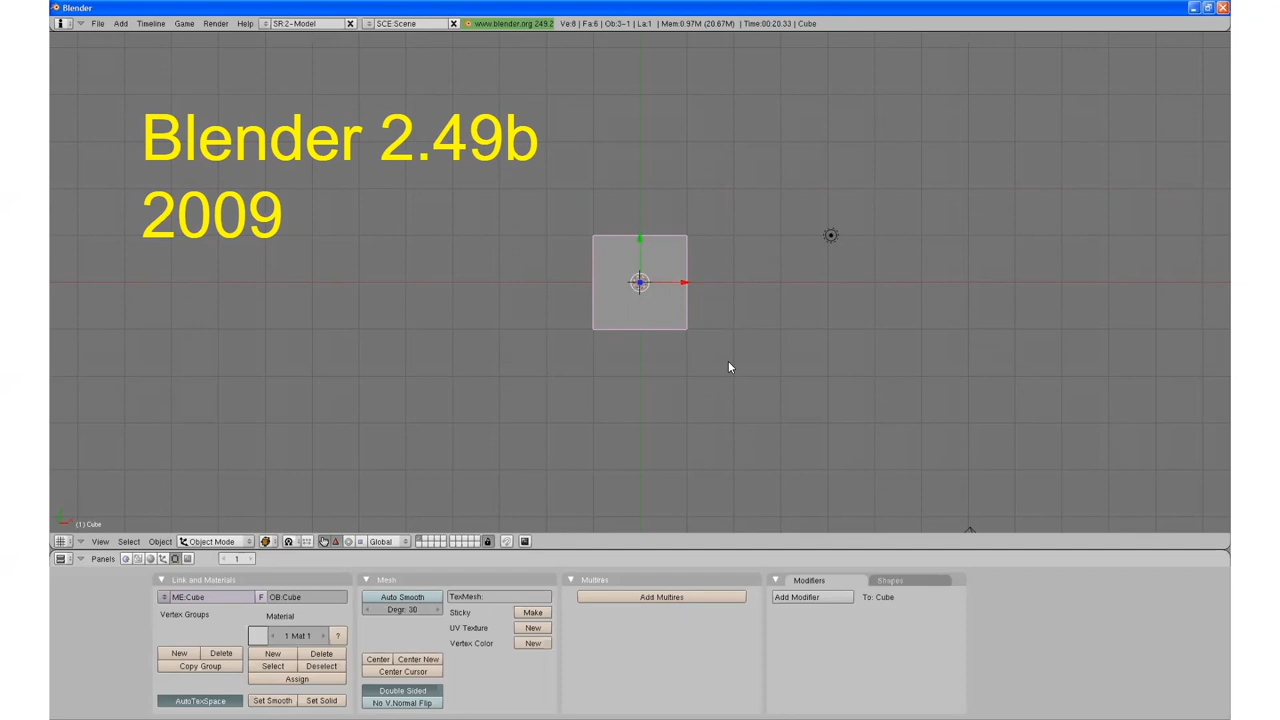 Blender
File Add Timeline Game Render SR:2-Model SCE:Scene www.blender.org 249.2 Ve:8 | Fa:6 | Ob:3-1 | La:1 | Mem:0.97M (20.67M) | Time:00:20.33 | Cube
Blender 2.49b
2009
(1) Cube
View Select Object Object Mode Global
Panels 1
Link and Materials Mesh Multires Modifiers Shapes
ME:Cube F OB:Cube Auto Smooth TexMesh: Add Multires Add Modifier To: Cube
Degr: 30 Sticky Make
Vertex Groups Material
UV Texture New
1 Mat 1 ?
Vertex Color New
New Delete New Delete
Center Center New
Copy Group Select Deselect
Center Cursor
Assign
Double Sided
AutoTexSpace Set Smooth Set Solid
No V.Normal Flip